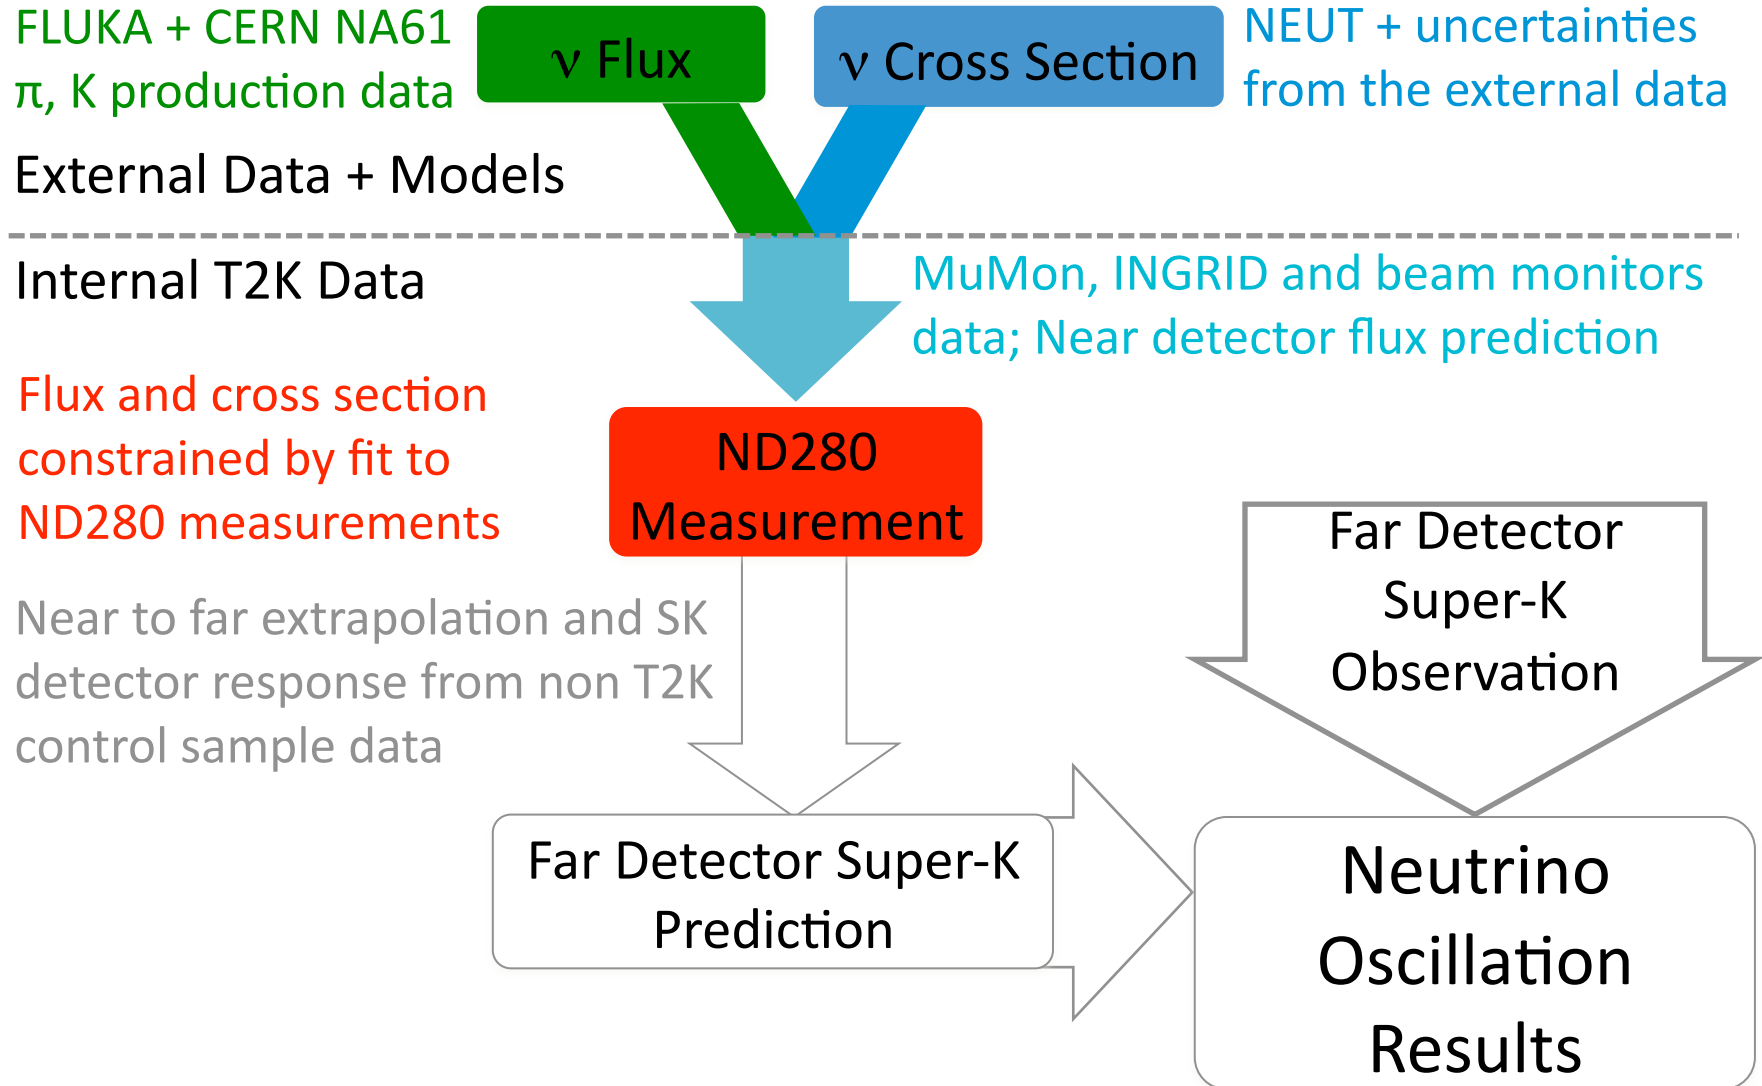 FLUKA + CERN NA61
π, K production data
ν Flux
ν Cross Section
NEUT + uncertainties
from the external data
External Data + Models
Internal T2K Data
MuMon, INGRID and beam monitors
data; Near detector flux prediction
Flux and cross section
constrained by fit to
ND280 measurements
ND280
Measurement
Near to far extrapolation and SK
detector response from non T2K
control sample data
Far Detector
Super-K
Observation
Far Detector Super-K
Prediction
Neutrino
Oscillation
Results